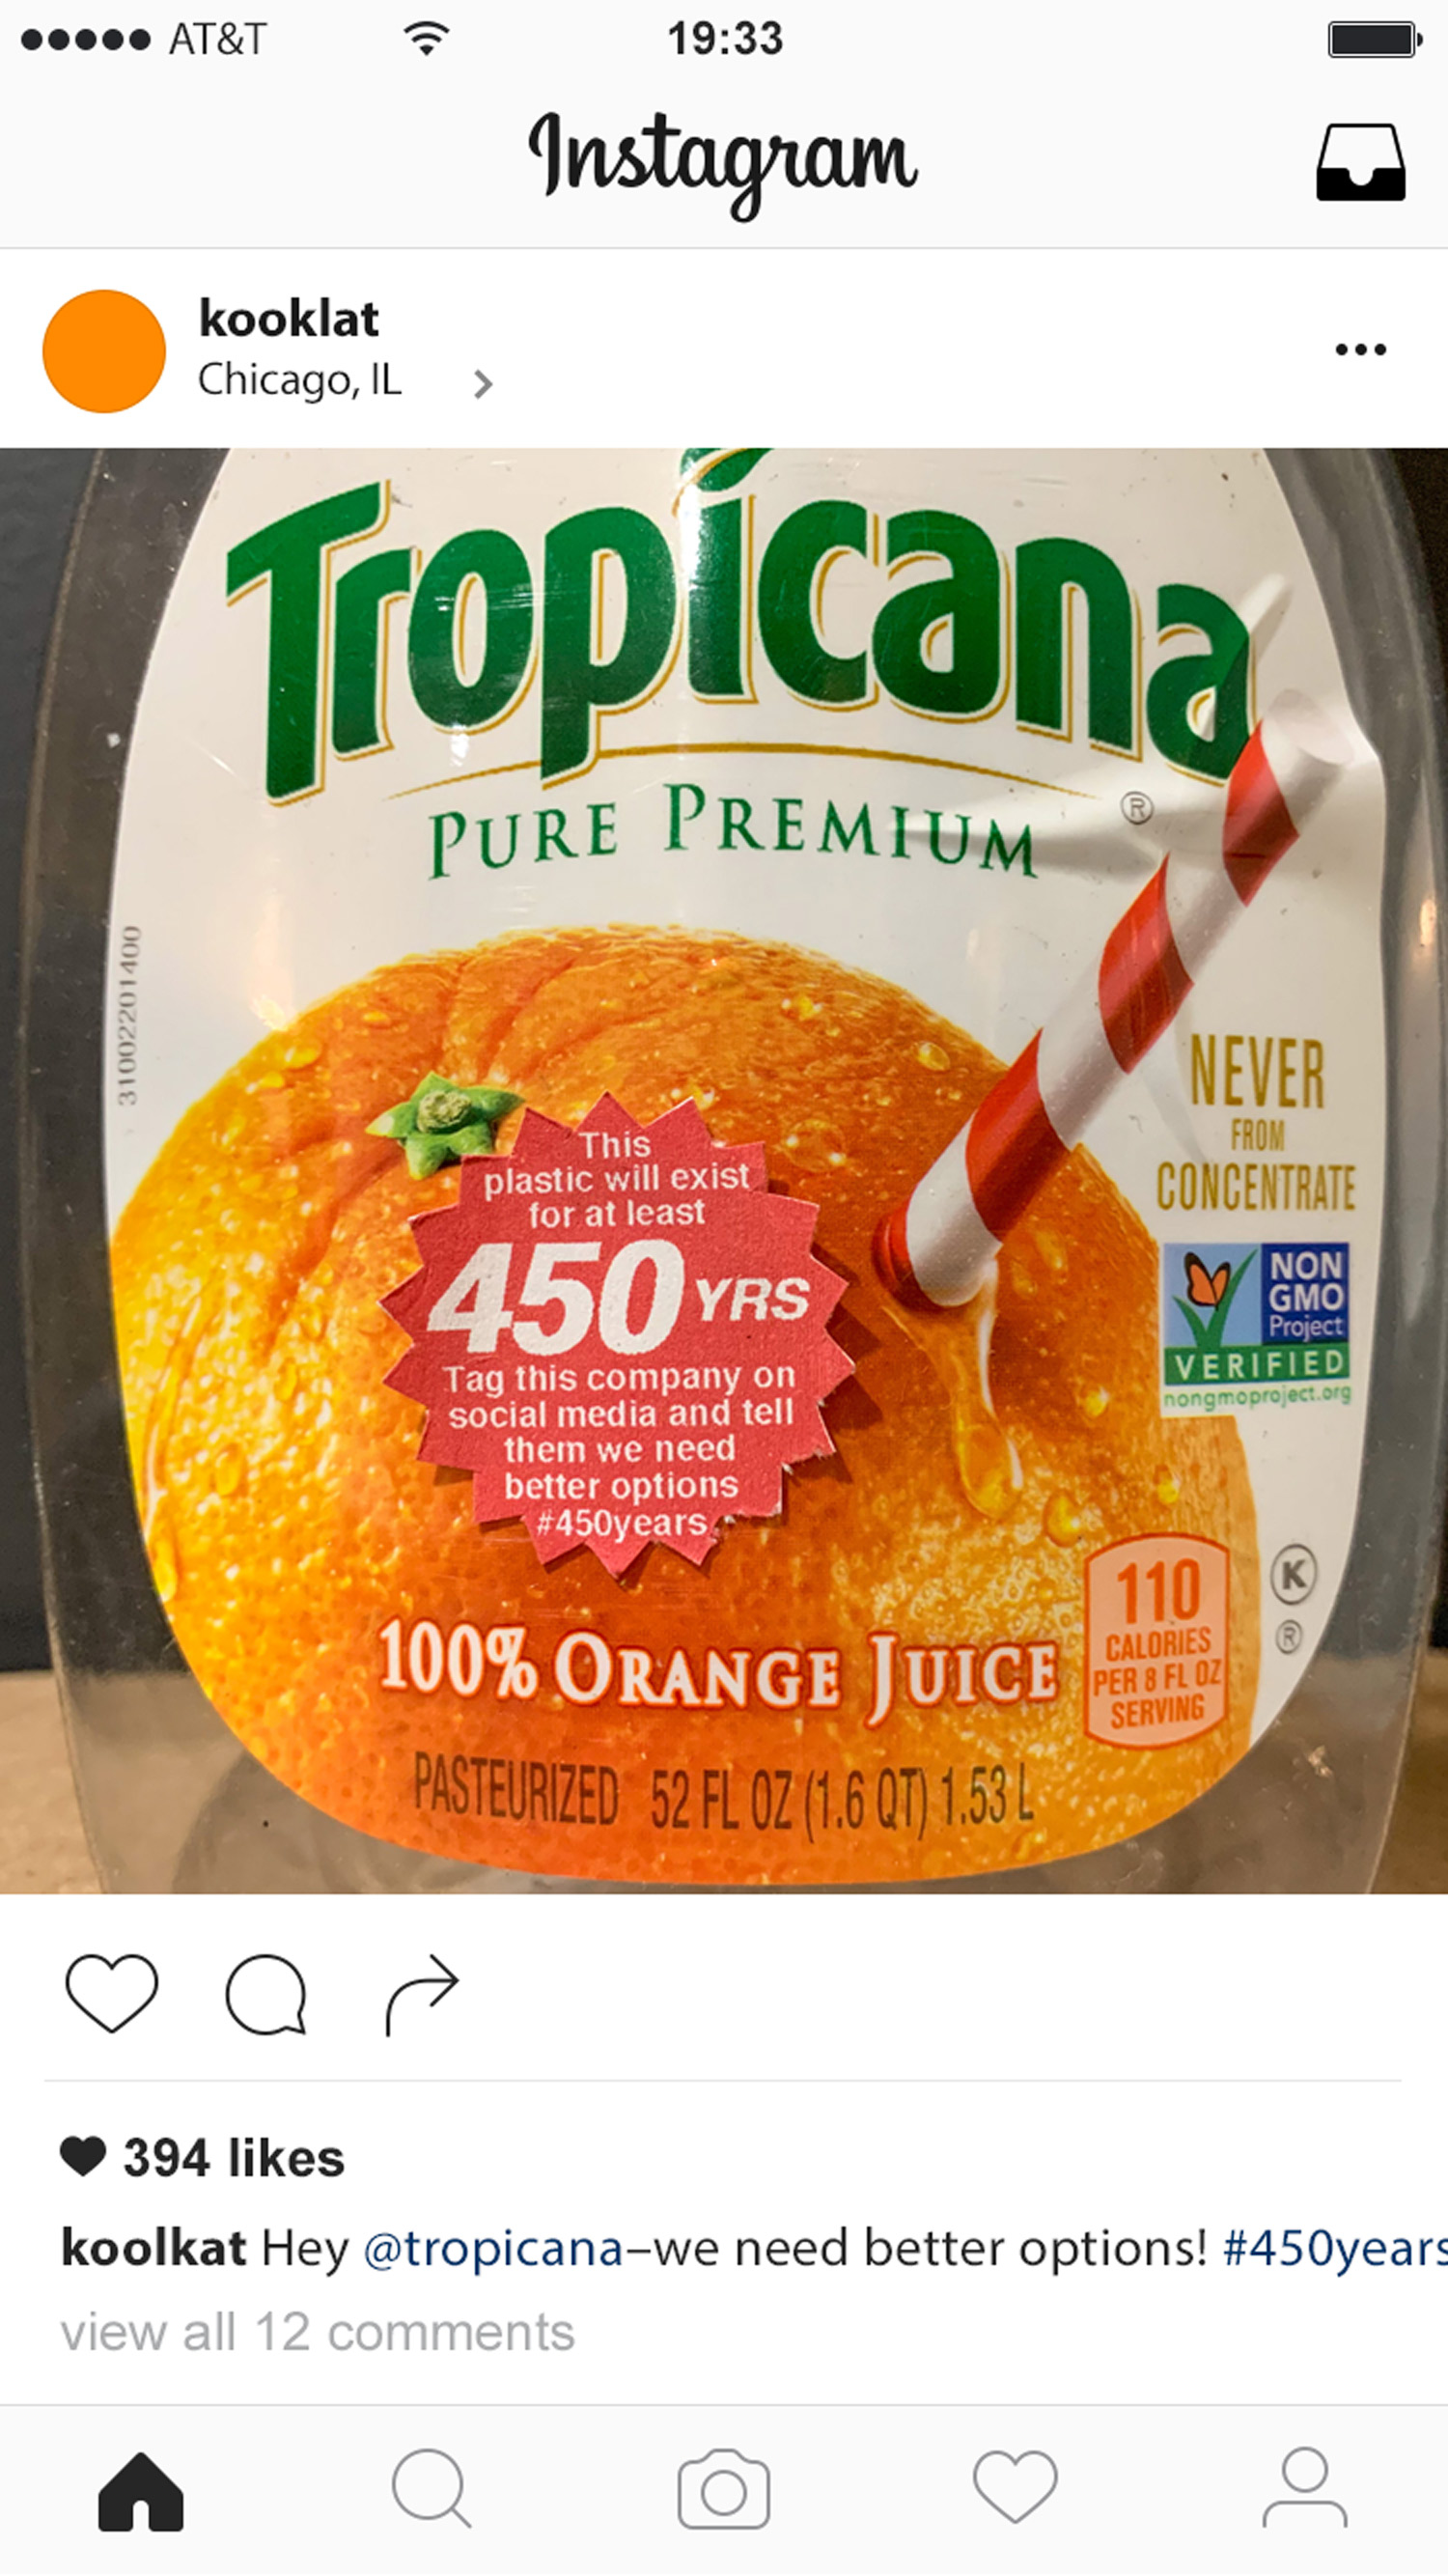 AT&T 19:33
Instagram
kooklat
Chicago, IL
Tropicana
PURE PREMIUM
®
31002201400
NEVER
FROM
CONCENTRATE
This
plastic will exist
for at least
450 YRS
Tag this company on
social media and tell
them we need
better options
#450years
NON
GMO
Project
VERIFIED
nongmoproject.org
110
CALORIES
PER 8 FL OZ
SERVING
K
®
100% ORANGE JUICE
PASTEURIZED 52 FL OZ (1.6 QT) 1.53 L
394 likes
koolkat Hey @tropicana–we need better options! #450years
view all 12 comments